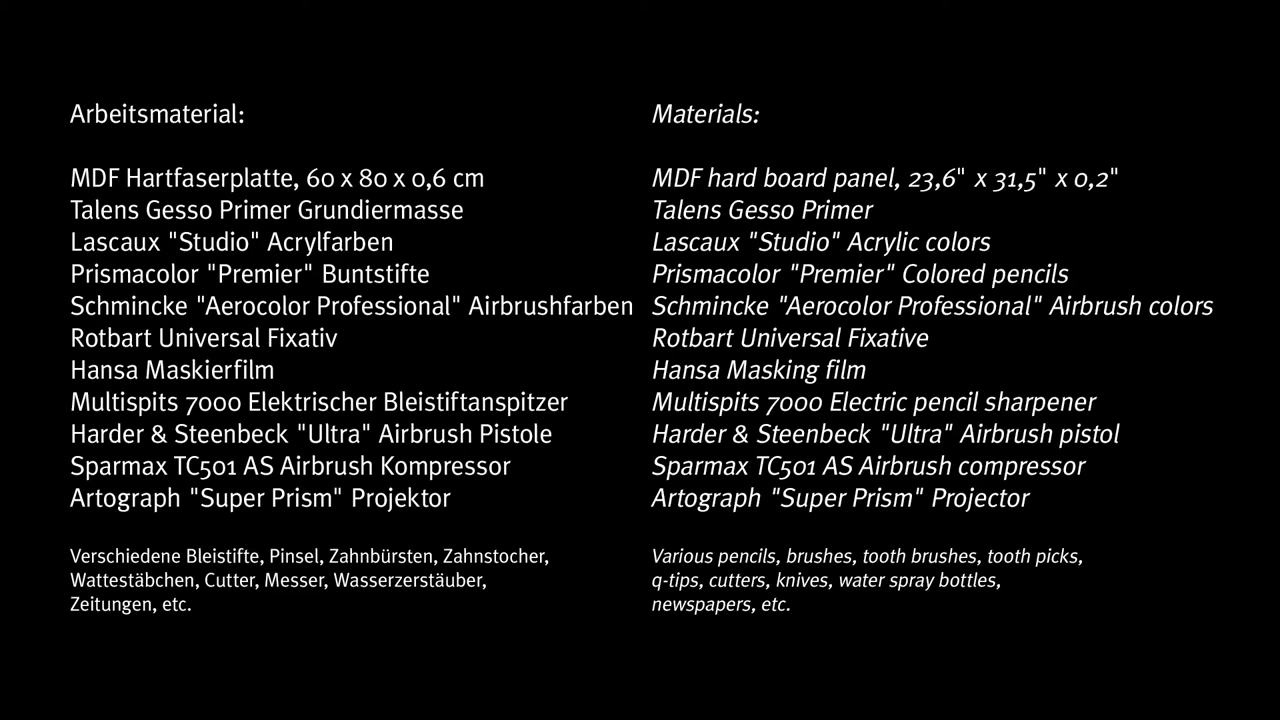 Arbeitsmaterial:
MDF Hartfaserplatte, 60 x 80 x 0,6 cm
Talens Gesso Primer Grundiermasse
Lascaux "Studio" Acrylfarben
Prismacolor "Premier" Buntstifte
Schmincke "Aerocolor Professional" Airbrushfarben
Rotbart Universal Fixativ
Hansa Maskierfilm
Multispits 7000 Elektrischer Bleistiftanspitzer
Harder & Steenbeck "Ultra" Airbrush Pistole
Sparmax TC501 AS Airbrush Kompressor
Artograph "Super Prism" Projektor
Verschiedene Bleistifte, Pinsel, Zahnbürsten, Zahnstocher,
Wattestäbchen, Cutter, Messer, Wasserzerstäuber,
Zeitungen, etc.
Materials:
MDF hard board panel, 23,6" x 31,5" x 0,2"
Talens Gesso Primer
Lascaux "Studio" Acrylic colors
Prismacolor "Premier" Colored pencils
Schmincke "Aerocolor Professional" Airbrush colors
Rotbart Universal Fixative
Hansa Masking film
Multispits 7000 Electric pencil sharpener
Harder & Steenbeck "Ultra" Airbrush pistol
Sparmax TC501 AS Airbrush compressor
Artograph "Super Prism" Projector
Various pencils, brushes, tooth brushes, tooth picks,
q-tips, cutters, knives, water spray bottles,
newspapers, etc.